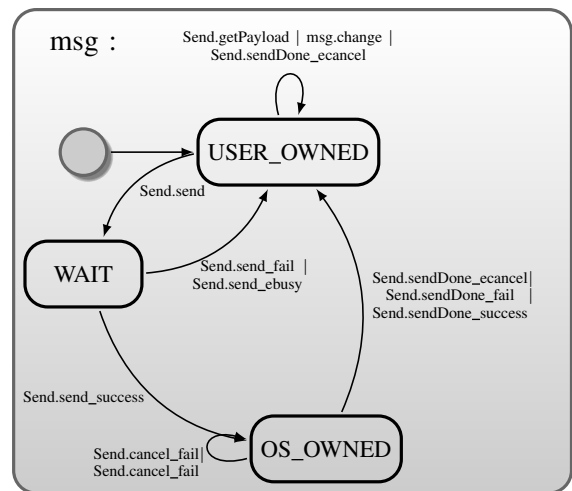 msg :
Send.getPayload | msg.change |
Send.sendDone_ecancel
USER_OWNED
Send.send
WAIT
Send.send_fail |
Send.send_ebusy
Send.sendDone_ecancel|
Send.sendDone_fail |
Send.sendDone_success
Send.send_success
Send.cancel_fail|
Send.cancel_fail
OS_OWNED